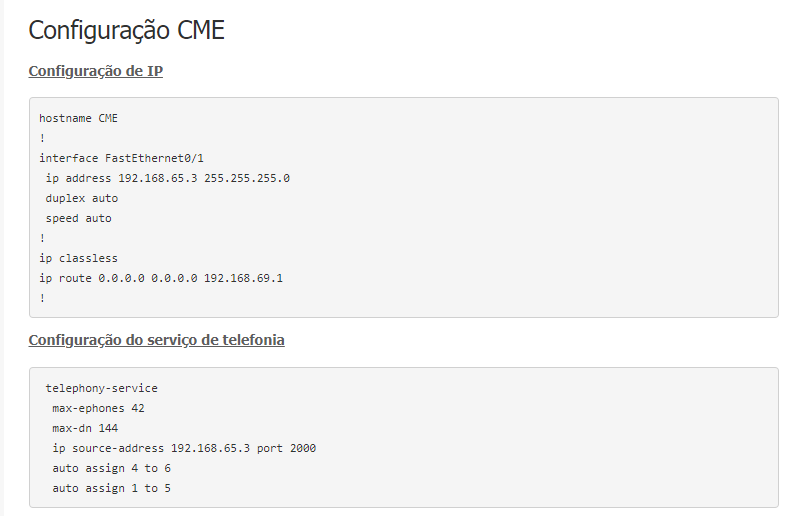 Configuração CME
Configuração de IP
hostname CME
!
interface FastEthernet0/1
ip address 192.168.65.3 255.255.255.0
duplex auto
speed auto
!
ip classless
ip route 0.0.0.0 0.0.0.0 192.168.69.1
!
Configuração do serviço de telefonia
telephony-service
max-ephones 42
max-dn 144
ip source-address 192.168.65.3 port 2000
auto assign 4 to 6
auto assign 1 to 5